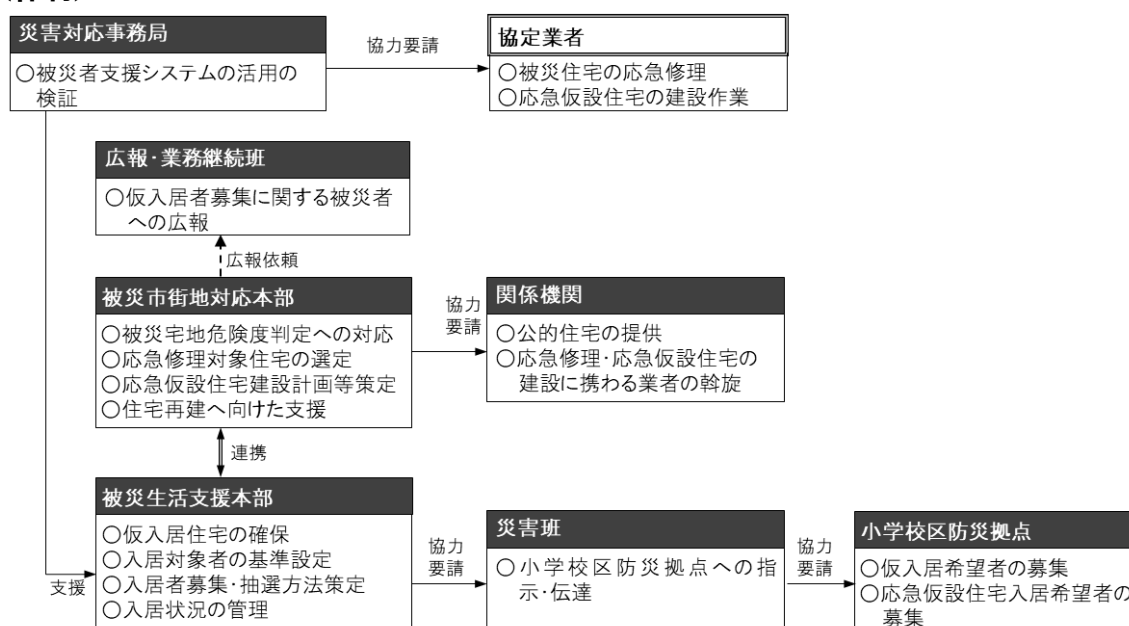 災害対応事務局
○被災者支援システムの活用の
検証
協力要請
協定業者
○被災住宅の応急修理
○応急仮設住宅の建設作業
広報・業務継続班
○仮入居者募集に関する被災者
への広報
広報依頼
被災市街地対応本部
○被災宅地危険度判定への対応
○応急修理対象住宅の選定
○応急仮設住宅建設計画等策定
○住宅再建へ向けた支援
協力
要請
関係機関
○公的住宅の提供
○応急修理・応急仮設住宅の
建設に携わる業者の斡旋
連携
被災生活支援本部
○仮入居住宅の確保
○入居対象者の基準設定
○入居者募集・抽選方法策定
○入居状況の管理
支援
協力
要請
災害班
○小学校区防災拠点への指
示・伝達
協力
要請
小学校区防災拠点
○仮入居希望者の募集
○応急仮設住宅入居希望者の
募集